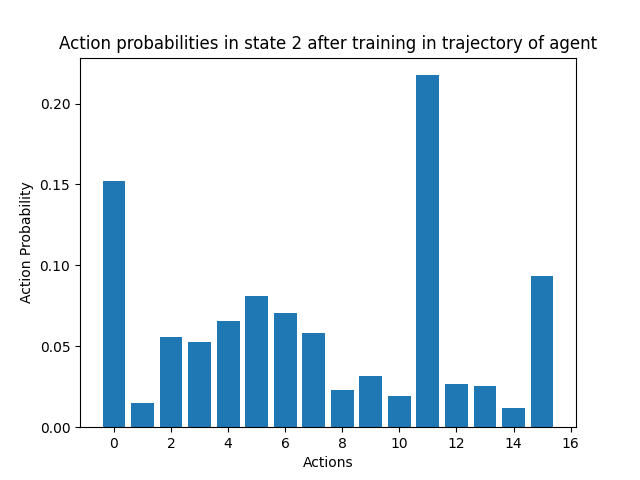 Action probabilities in state 2 after training in trajectory of agent
0.20
0.15
0.10
0.05
0.00
Action Probability
0 2 4 6 8 10 12 14 16
Actions